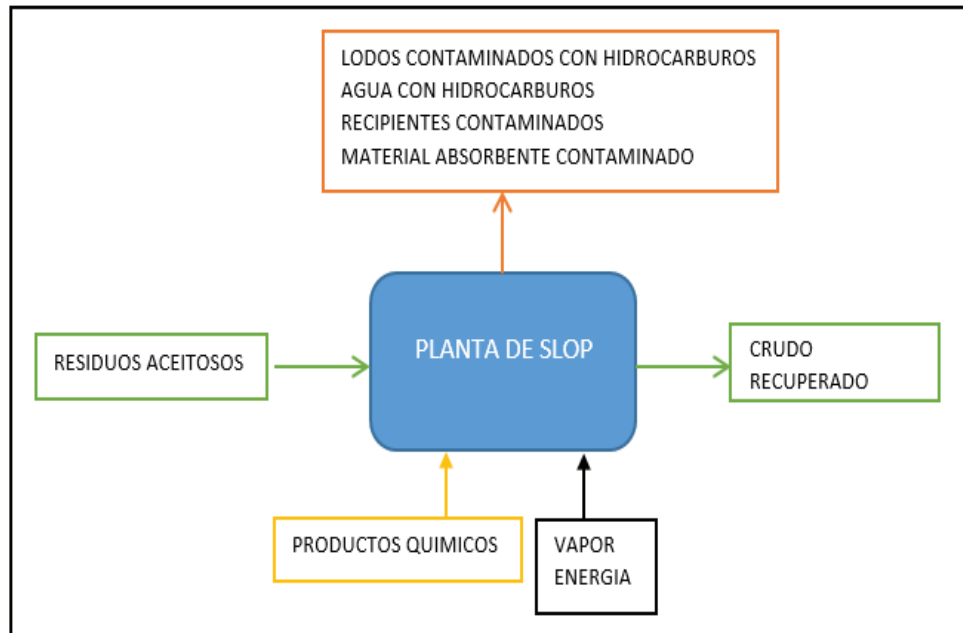 LODOS CONTAMINADOS CON HIDROCARBUROS
AGUA CON HIDROCARBUROS
RECIPIENTES CONTAMINADOS
MATERIAL ABSORBENTE CONTAMINADO
PLANTA DE SLOP
RESIDUOS ACEITOSOS
CRUDO
RECUPERADO
PRODUCTOS QUIMICOS
VAPOR
ENERGIA